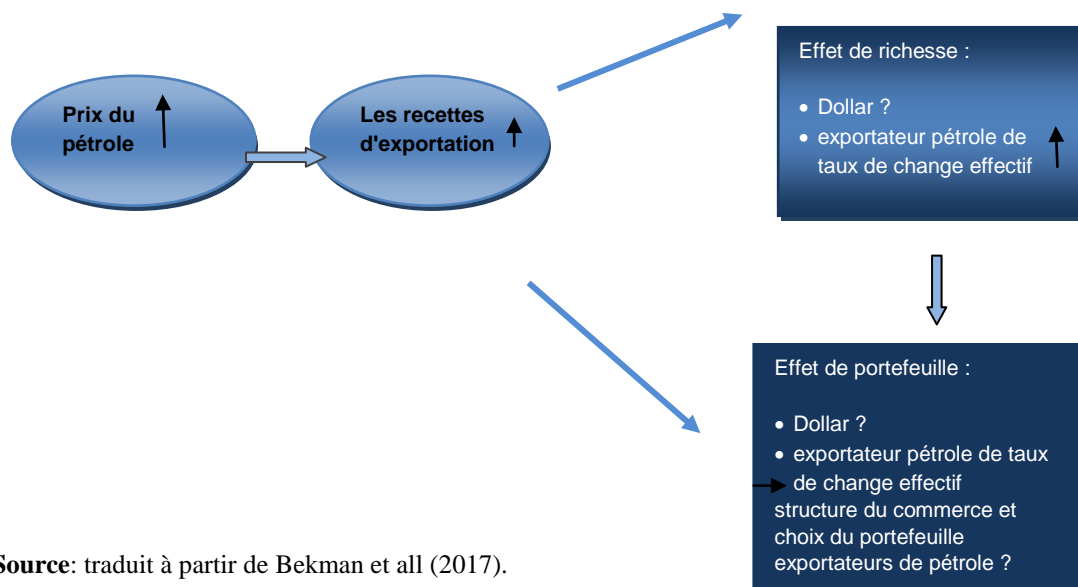 Prix du
pétrole
Les recettes
d'exportation
Effet de richesse :
• Dollar ?
• exportateur pétrole de
taux de change effectif
Effet de portefeuille :
• Dollar ?
• exportateur pétrole de taux
de change effectif
structure du commerce et
choix du portefeuille
exportateurs de pétrole ?
Source: traduit à partir de Bekman et all (2017).